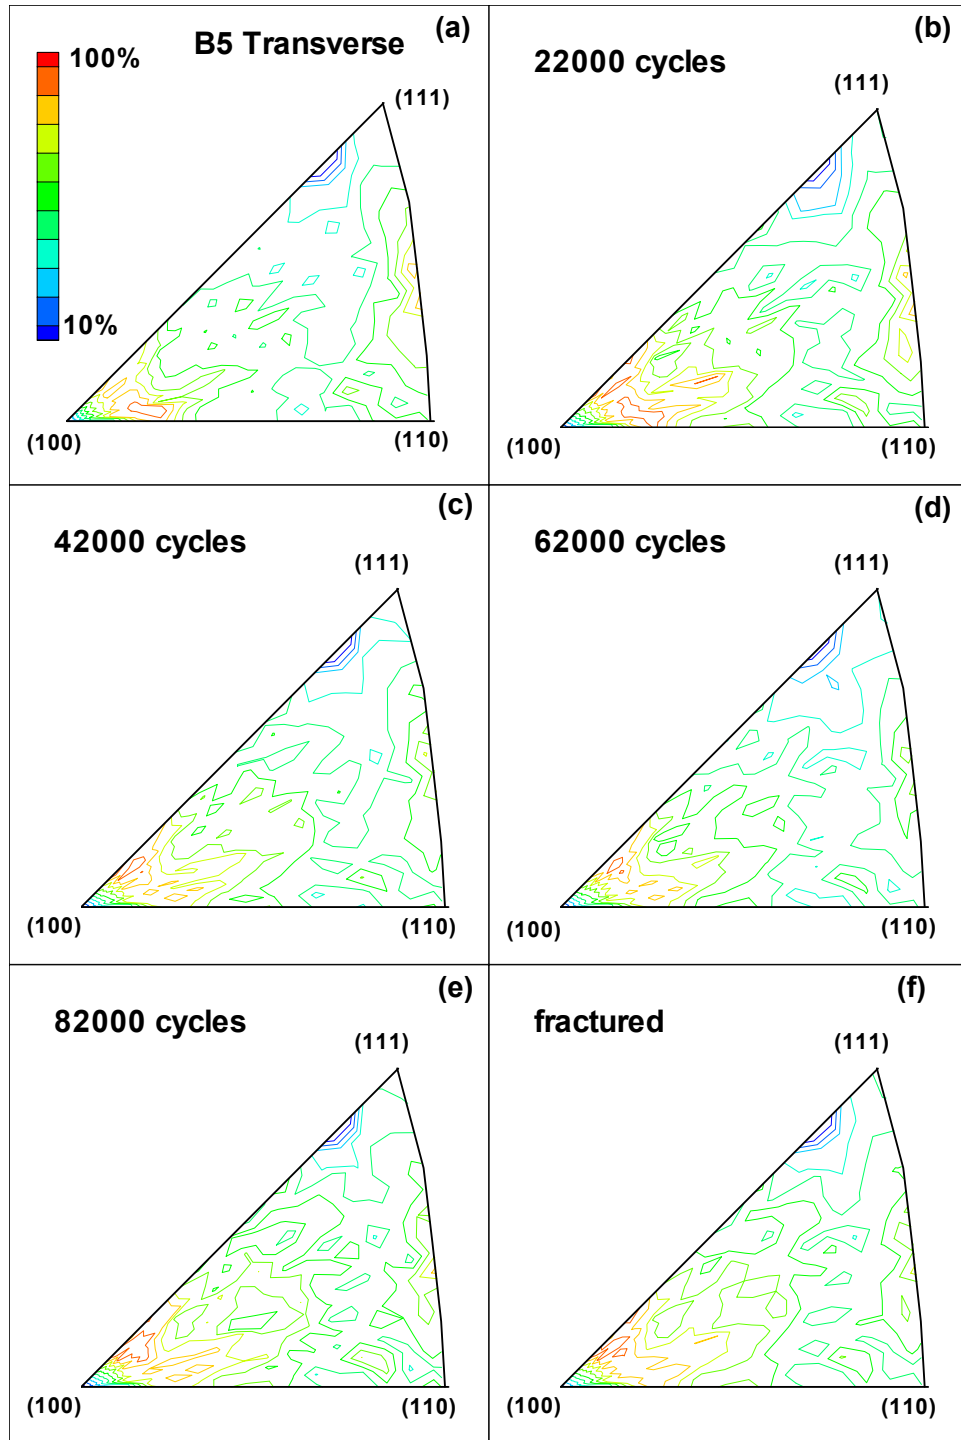 B5 Transverse
(a)
100%
10%
(111)
(100)
(110)
22000 cycles
(b)
(111)
(100)
(110)
42000 cycles
(c)
(111)
(100)
(110)
62000 cycles
(d)
(111)
(100)
(110)
82000 cycles
(e)
(111)
(100)
(110)
fractured
(f)
(111)
(100)
(110)